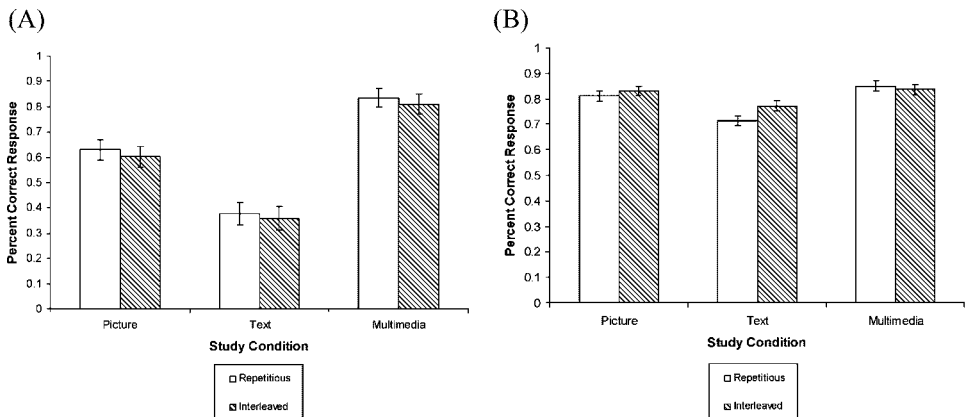 (A)
Percent Correct Response
1
0.9
0.8
0.7
0.6
0.5
0.4
0.3
0.2
0.1
0
Picture Text Multimedia
Study Condition
Repetitious
Interleaved
(B)
Percent Correct Response
1
0.9
0.8
0.7
0.6
0.5
0.4
0.3
0.2
0.1
0
Picture Text Multimedia
Study Condition
Repetitious
Interleaved